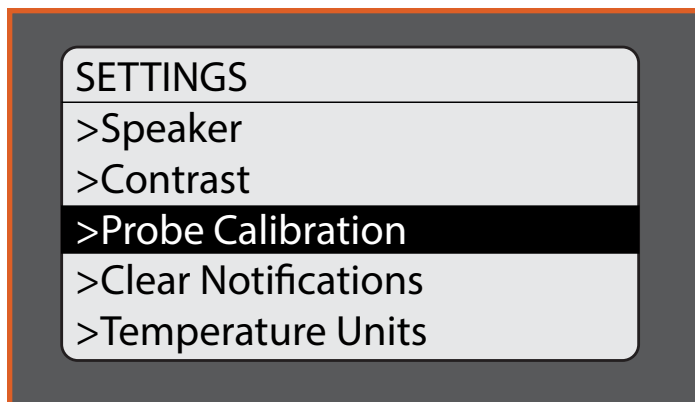 SETTINGS
>Speaker
>Contrast
>Probe Calibration
>Clear Notifications
>Temperature Units